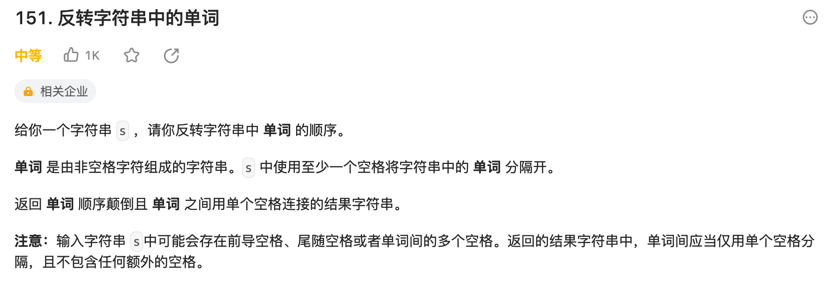 151. 反转字符串中的单词
中等 1K
相关企业
给你一个字符串 s ，请你反转字符串中 单词 的顺序。
单词 是由非空格字符组成的字符串。s 中使用至少一个空格将字符串中的 单词 分隔开。
返回 单词 顺序颠倒且 单词 之间用单个空格连接的结果字符串。
注意：输入字符串 s中可能会存在前导空格、尾随空格或者单词间的多个空格。返回的结果字符串中，单词间应当仅用单个空格分
隔，且不包含任何额外的空格。